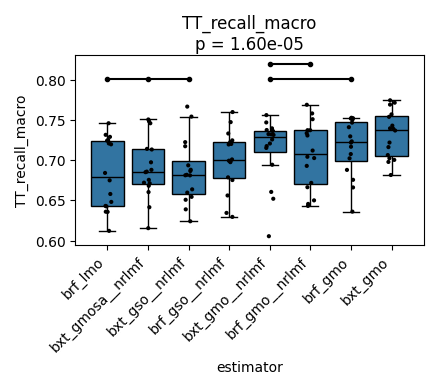 TT_recall_macro
p = 1.60e-05
TT_recall_macro
0.80
0.75
0.70
0.65
0.60
brf_lmo
bxt_gmosa__nrlmf
bxt_gso__nrlmf
brf_gso__nrlmf
bxt_gmo__nrlmf
brf_gmo__nrlmf
brf_gmo
bxt_gmo
estimator